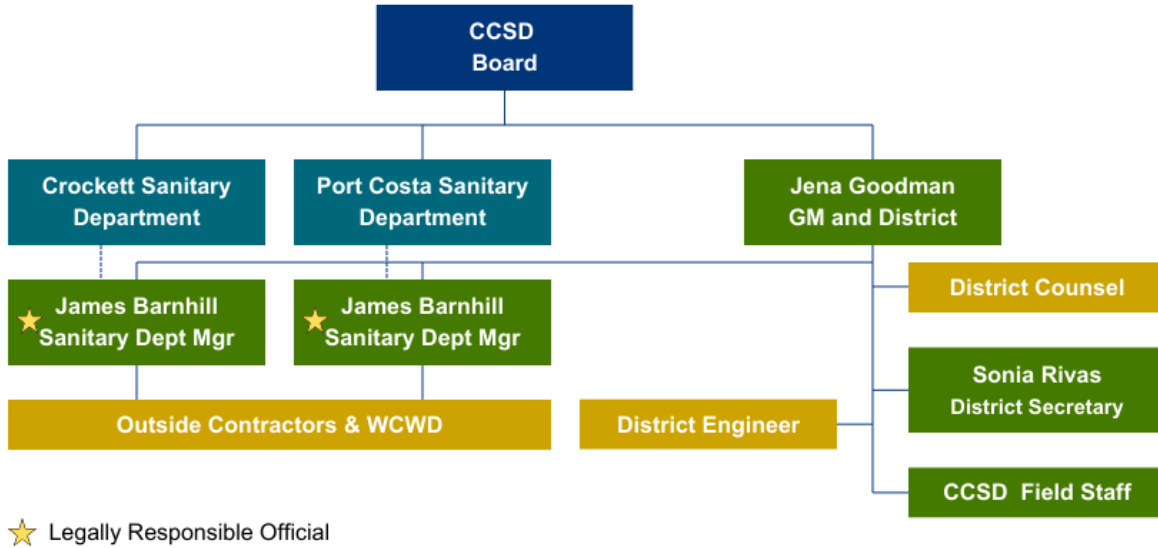 CCSD
Board
Crockett Sanitary
Department
Port Costa Sanitary
Department
Jena Goodman
GM and District
James Barnhill
Sanitary Dept Mgr
James Barnhill
Sanitary Dept Mgr
District Counsel
Sonia Rivas
District Secretary
Outside Contractors & WCWD
District Engineer
CCSD Field Staff
Legally Responsible Official